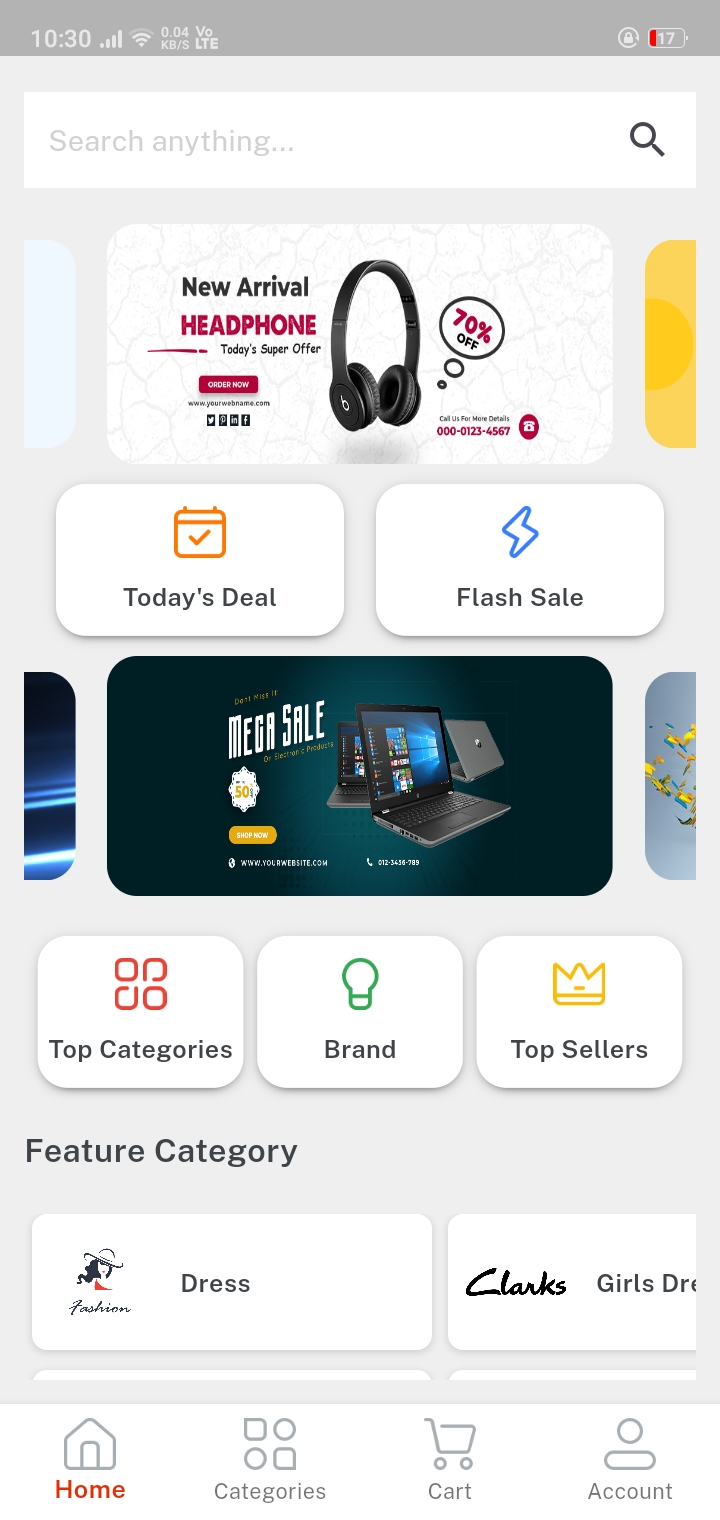 10:30 0.04 KB/S Vo LTE 17
Search anything...
New Arrival
HEADPHONE
Today's Super Offer
ORDER NOW
www.yourwebname.com
70%
OFF
Call Us For More Details
000-0123-4567
Today's Deal
Flash Sale
Dont Miss It!
MEGA SALE
On Electronic Products
50%
SHOP NOW
WWW.YOURWEBSITE.COM
012-3456-789
Top Categories
Brand
Top Sellers
Feature Category
Fashion
Dress
Clarks
Girls Dre
Home
Categories
Cart
Account